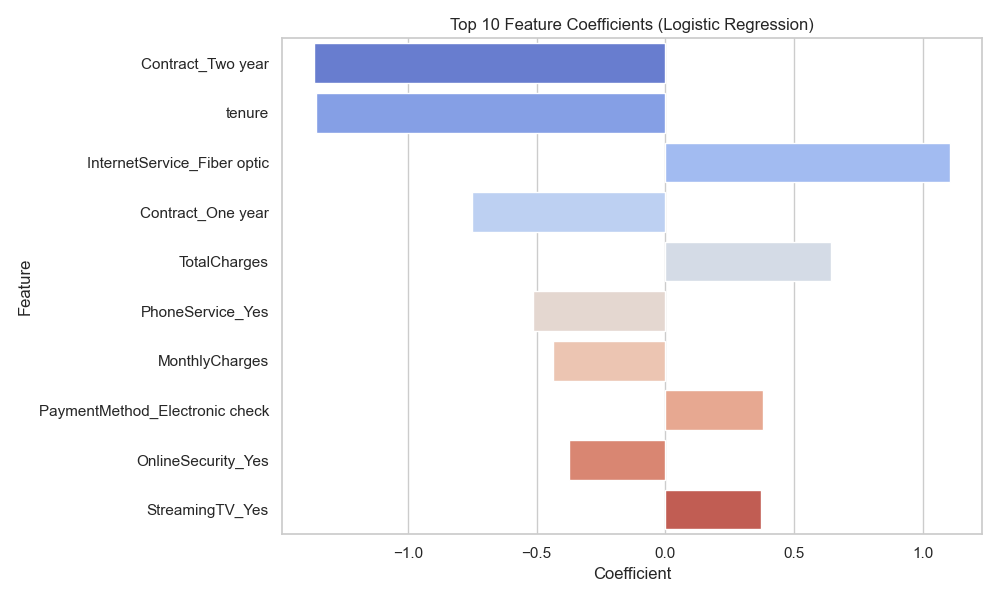 Top 10 Feature Coefficients (Logistic Regression)
Contract_Two year
tenure
InternetService_Fiber optic
Contract_One year
TotalCharges
PhoneService_Yes
MonthlyCharges
PaymentMethod_Electronic check
OnlineSecurity_Yes
StreamingTV_Yes
Feature
−1.0 −0.5 0.0 0.5 1.0
Coefficient